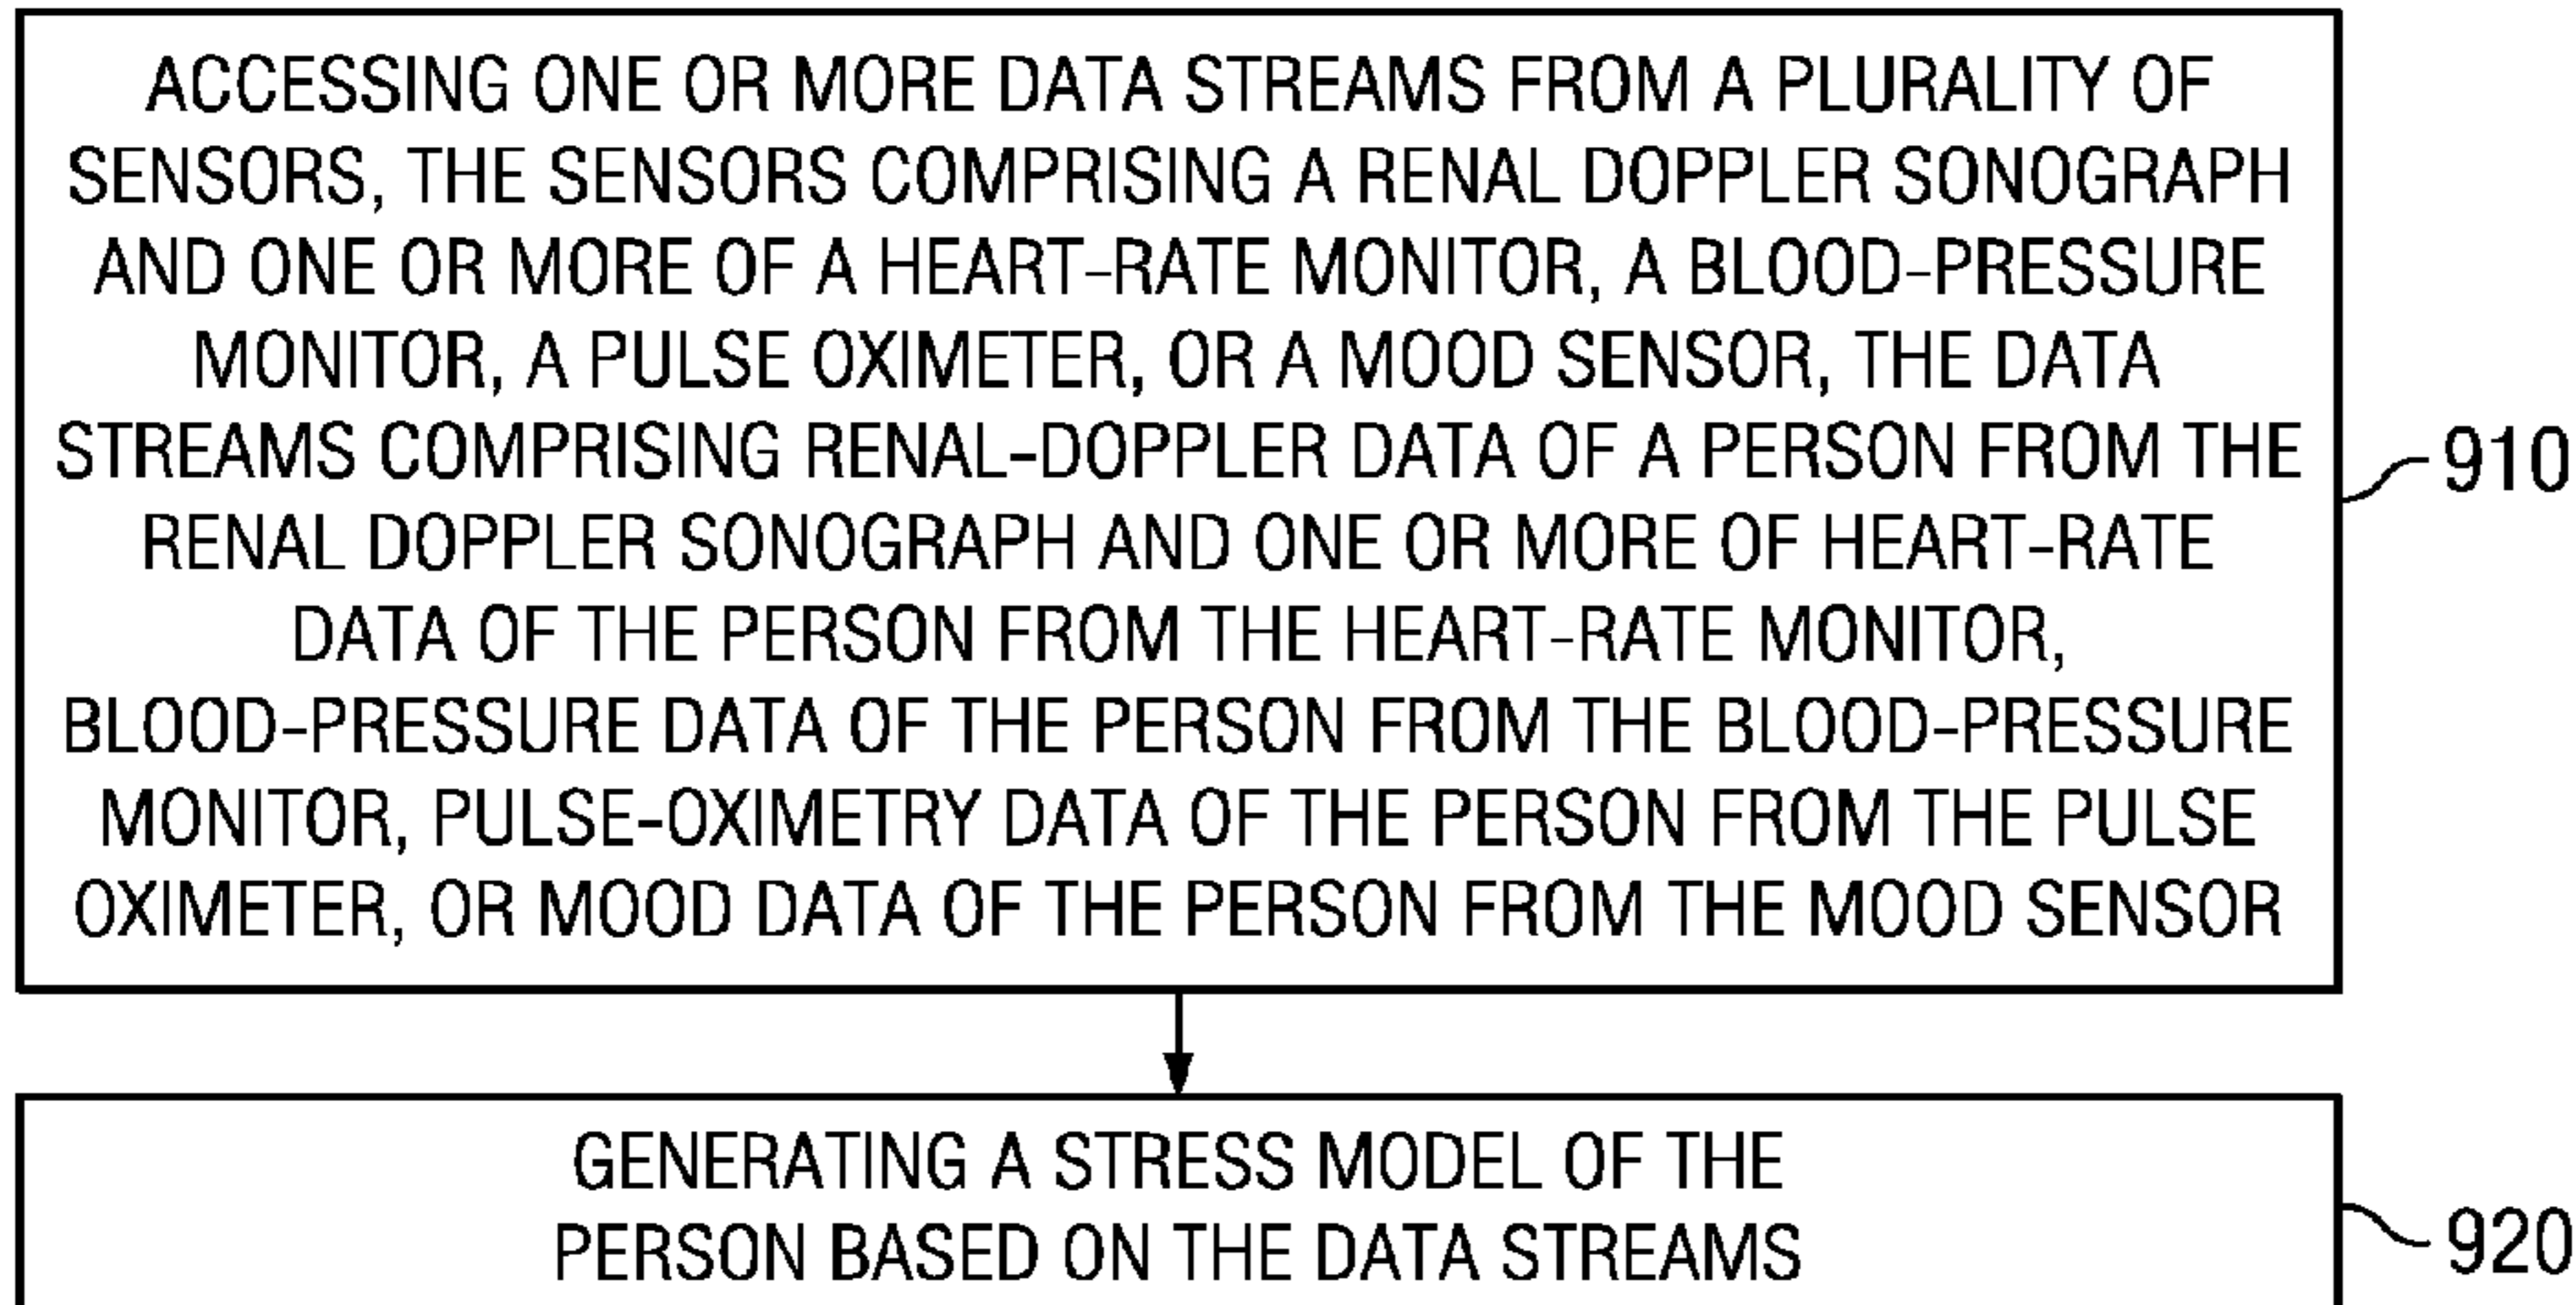 ACCESSING ONE OR MORE DATA STREAMS FROM A PLURALITY OF
SENSORS, THE SENSORS COMPRISING A RENAL DOPPLER SONOGRAPH
AND ONE OR MORE OF A HEART-RATE MONITOR, A BLOOD-PRESSURE
MONITOR, A PULSE OXIMETER, OR A MOOD SENSOR, THE DATA
STREAMS COMPRISING RENAL-DOPPLER DATA OF A PERSON FROM THE
RENAL DOPPLER SONOGRAPH AND ONE OR MORE OF HEART-RATE
DATA OF THE PERSON FROM THE HEART-RATE MONITOR,
BLOOD-PRESSURE DATA OF THE PERSON FROM THE BLOOD-PRESSURE
MONITOR, PULSE-OXIMETRY DATA OF THE PERSON FROM THE PULSE
OXIMETER, OR MOOD DATA OF THE PERSON FROM THE MOOD SENSOR
910
GENERATING A STRESS MODEL OF THE
PERSON BASED ON THE DATA STREAMS
920